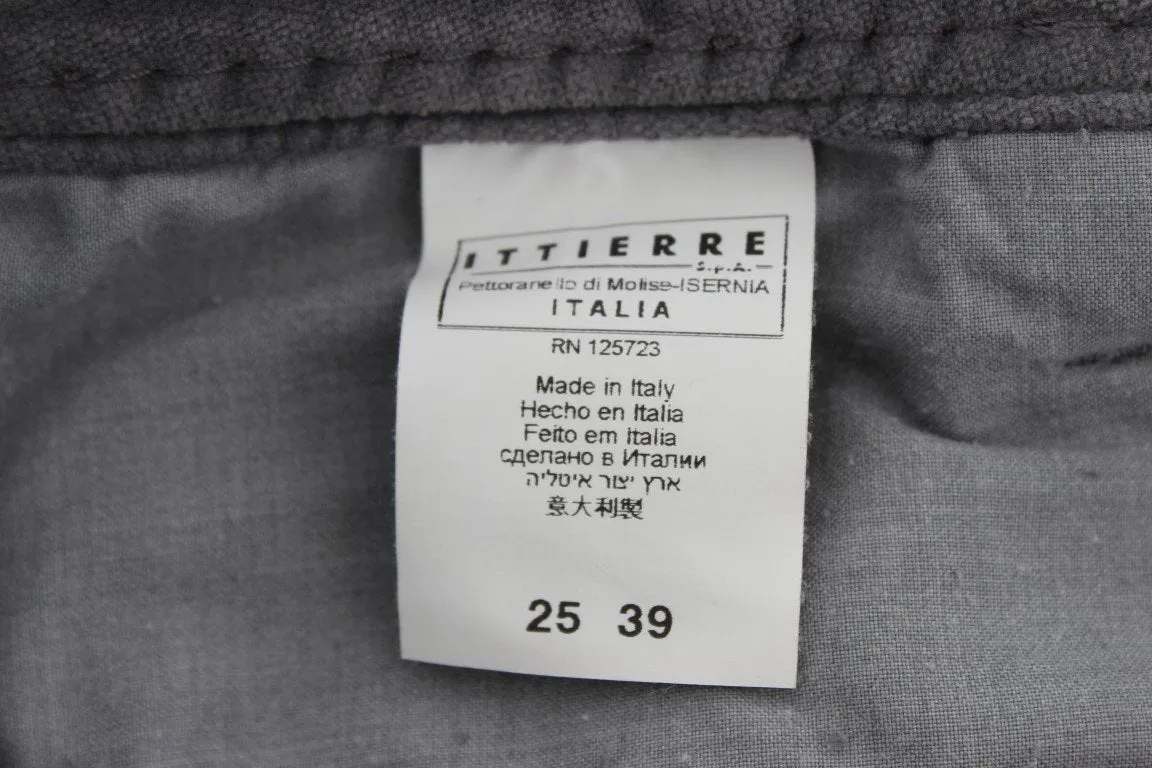 ITTIERRE
S.p.A.
Pettoranello di Molise-ISERNIA
ITALIA
RN 125723
Made in Italy
Hecho en Italia
Feito em Italia
сделано в Италии
ארץ יצור איטליה
意大利製
25 39